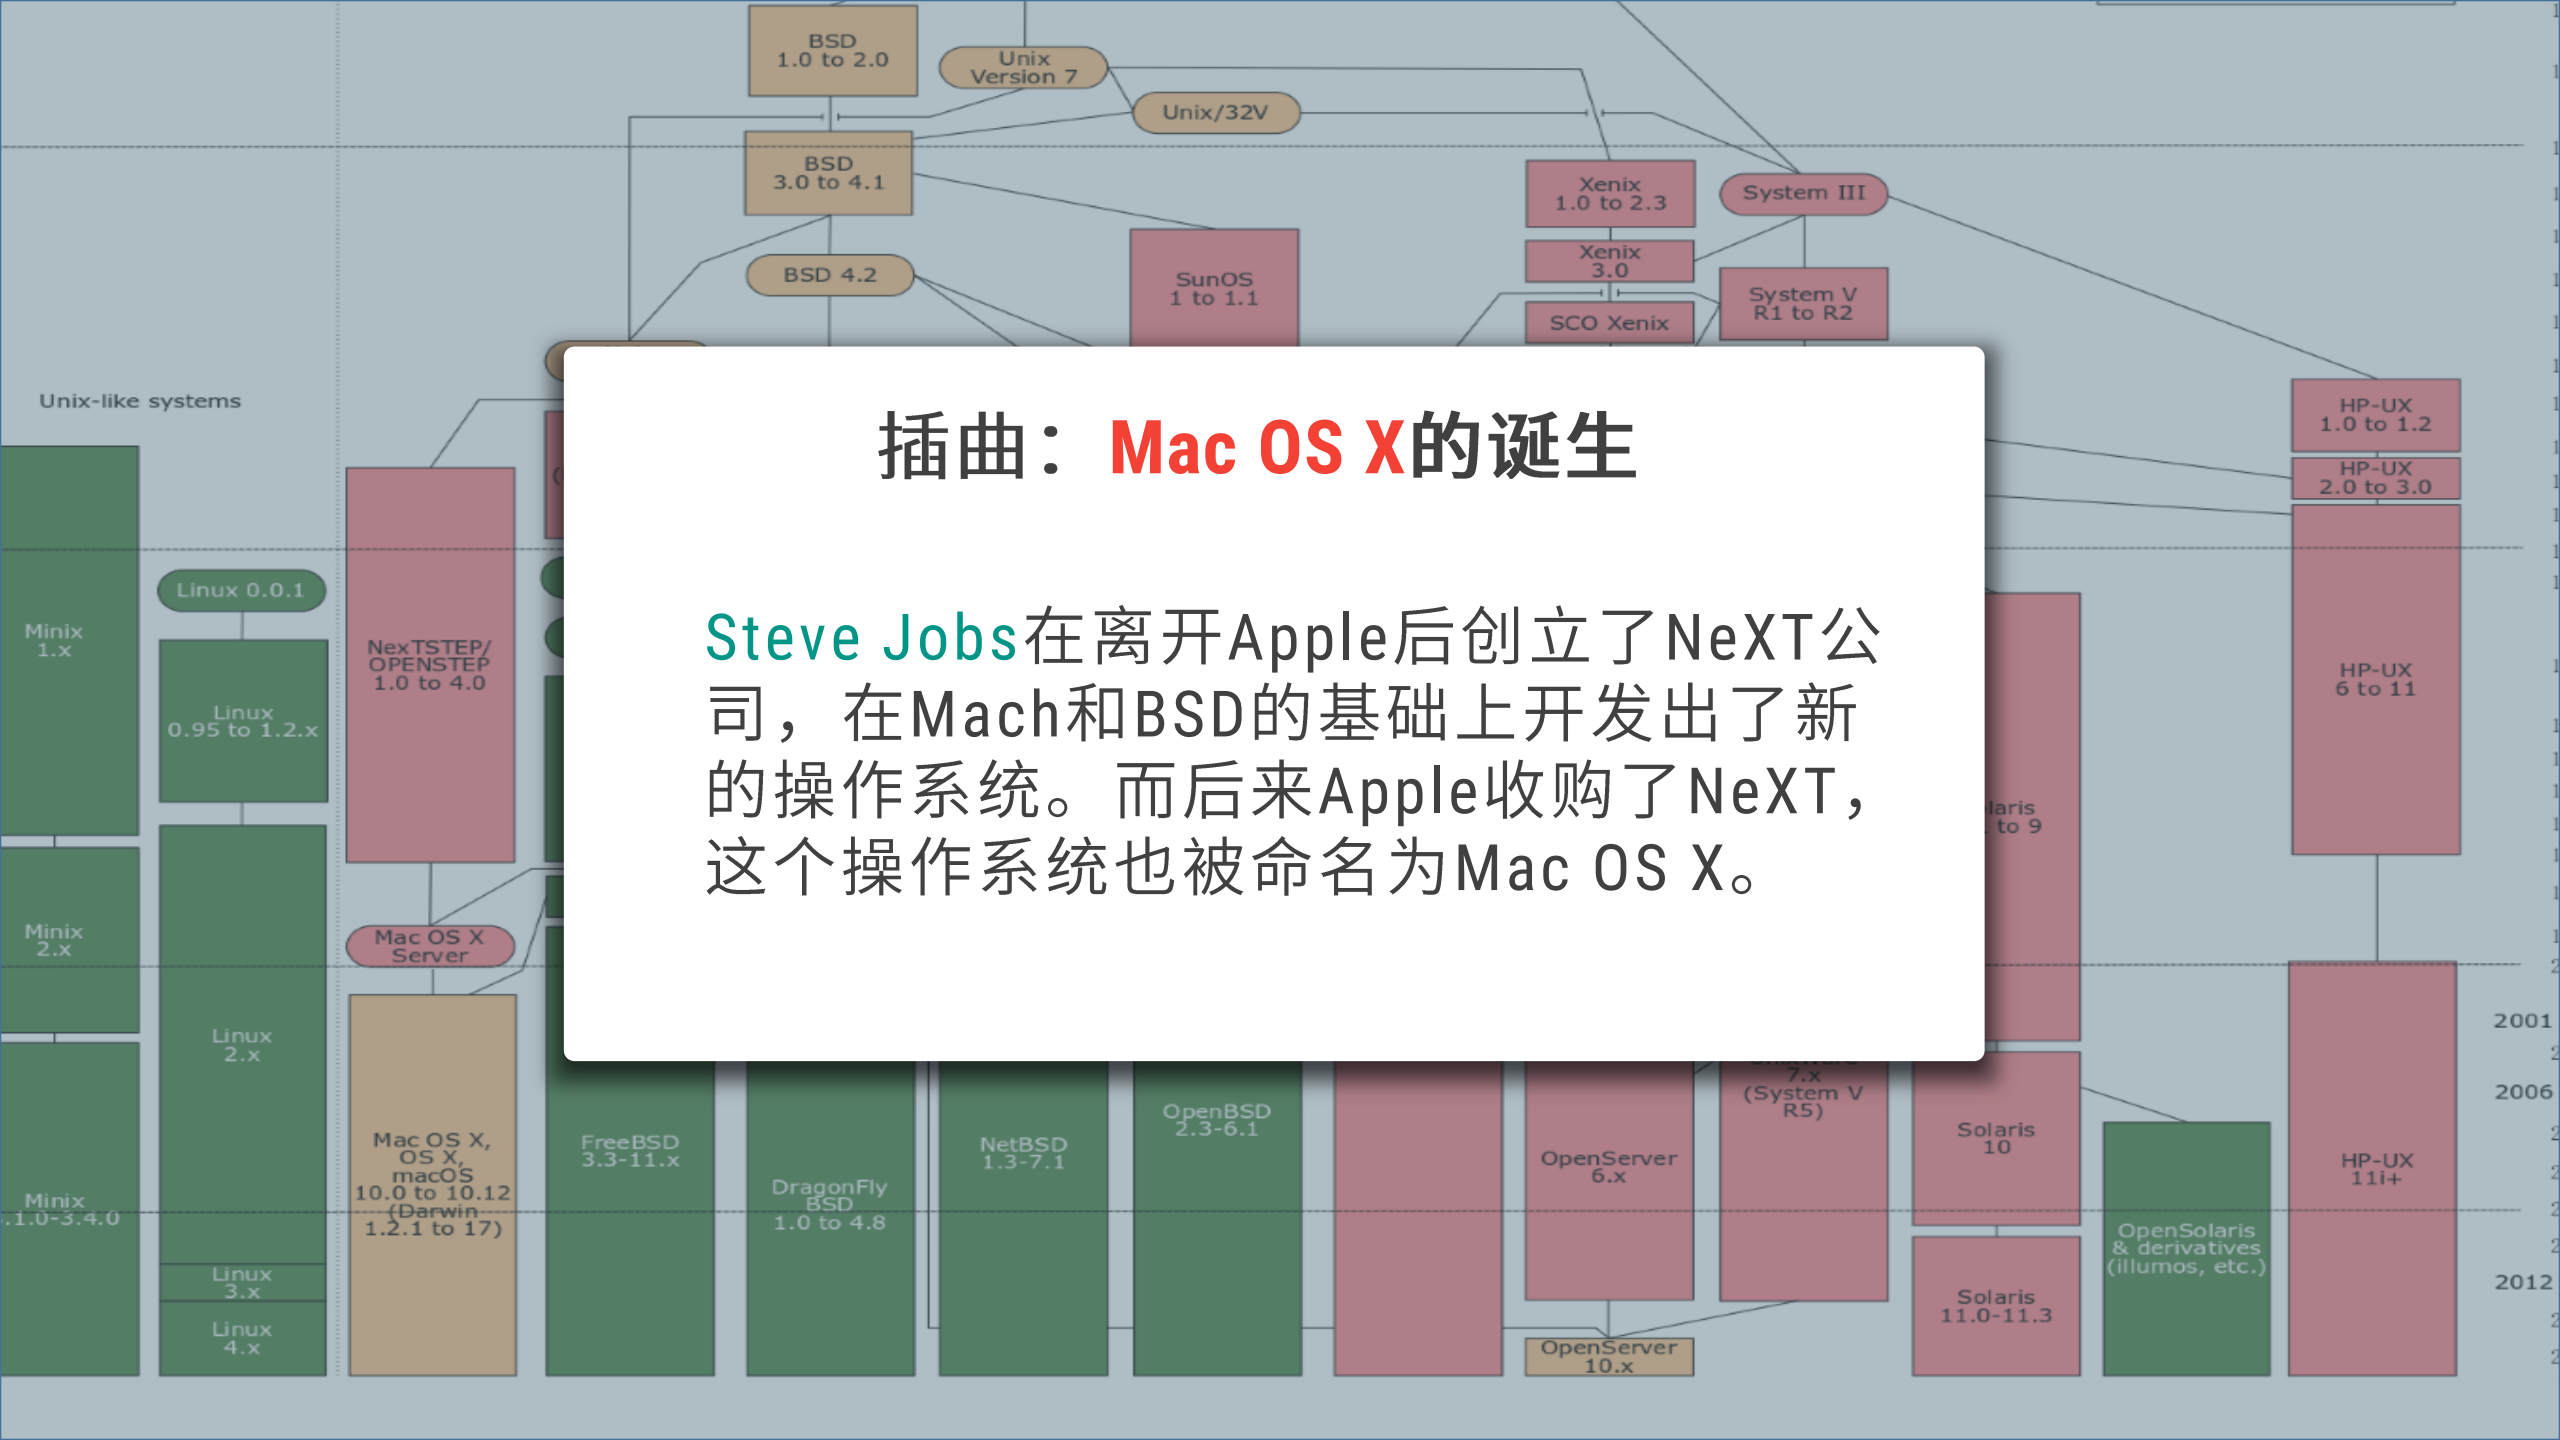 BSD
1.0 to 2.0
Unix
Version 7
Unix/32V
BSD
3.0 to 4.1
Xenix
1.0 to 2.3
System III
BSD 4.2
Xenix
3.0
SunOS
1 to 1.1
System V
R1 to R2
SCO Xenix
Unix-like systems
HP-UX
1.0 to 1.2
HP-UX
2.0 to 3.0
插曲：Mac OS X的诞生
Steve Jobs在离开Apple后创立了NeXT公
司，在Mach和BSD的基础上开发出了新
的操作系统。而后来Apple收购了NeXT，
这个操作系统也被命名为Mac OS X。
Linux 0.0.1
Minix
1.x
NexTSTEP/
OPENSTEP
1.0 to 4.0
Linux
0.95 to 1.2.x
HP-UX
6 to 11
laris
to 9
Minix
2.x
Mac OS X
Server
Linux
2.x
2001
2006
7.x
(System V
R5)
OpenBSD
2.3-6.1
Mac OS X,
OS X,
macOS
10.0 to 10.12
(Darwin
1.2.1 to 17)
FreeBSD
3.3-11.x
NetBSD
1.3-7.1
DragonFly
BSD
1.0 to 4.8
OpenServer
6.x
Solaris
10
HP-UX
11i+
Minix
.1.0-3.4.0
OpenSolaris
& derivatives
(illumos, etc.)
Linux
3.x
2012
Solaris
11.0-11.3
Linux
4.x
OpenServer
10.x